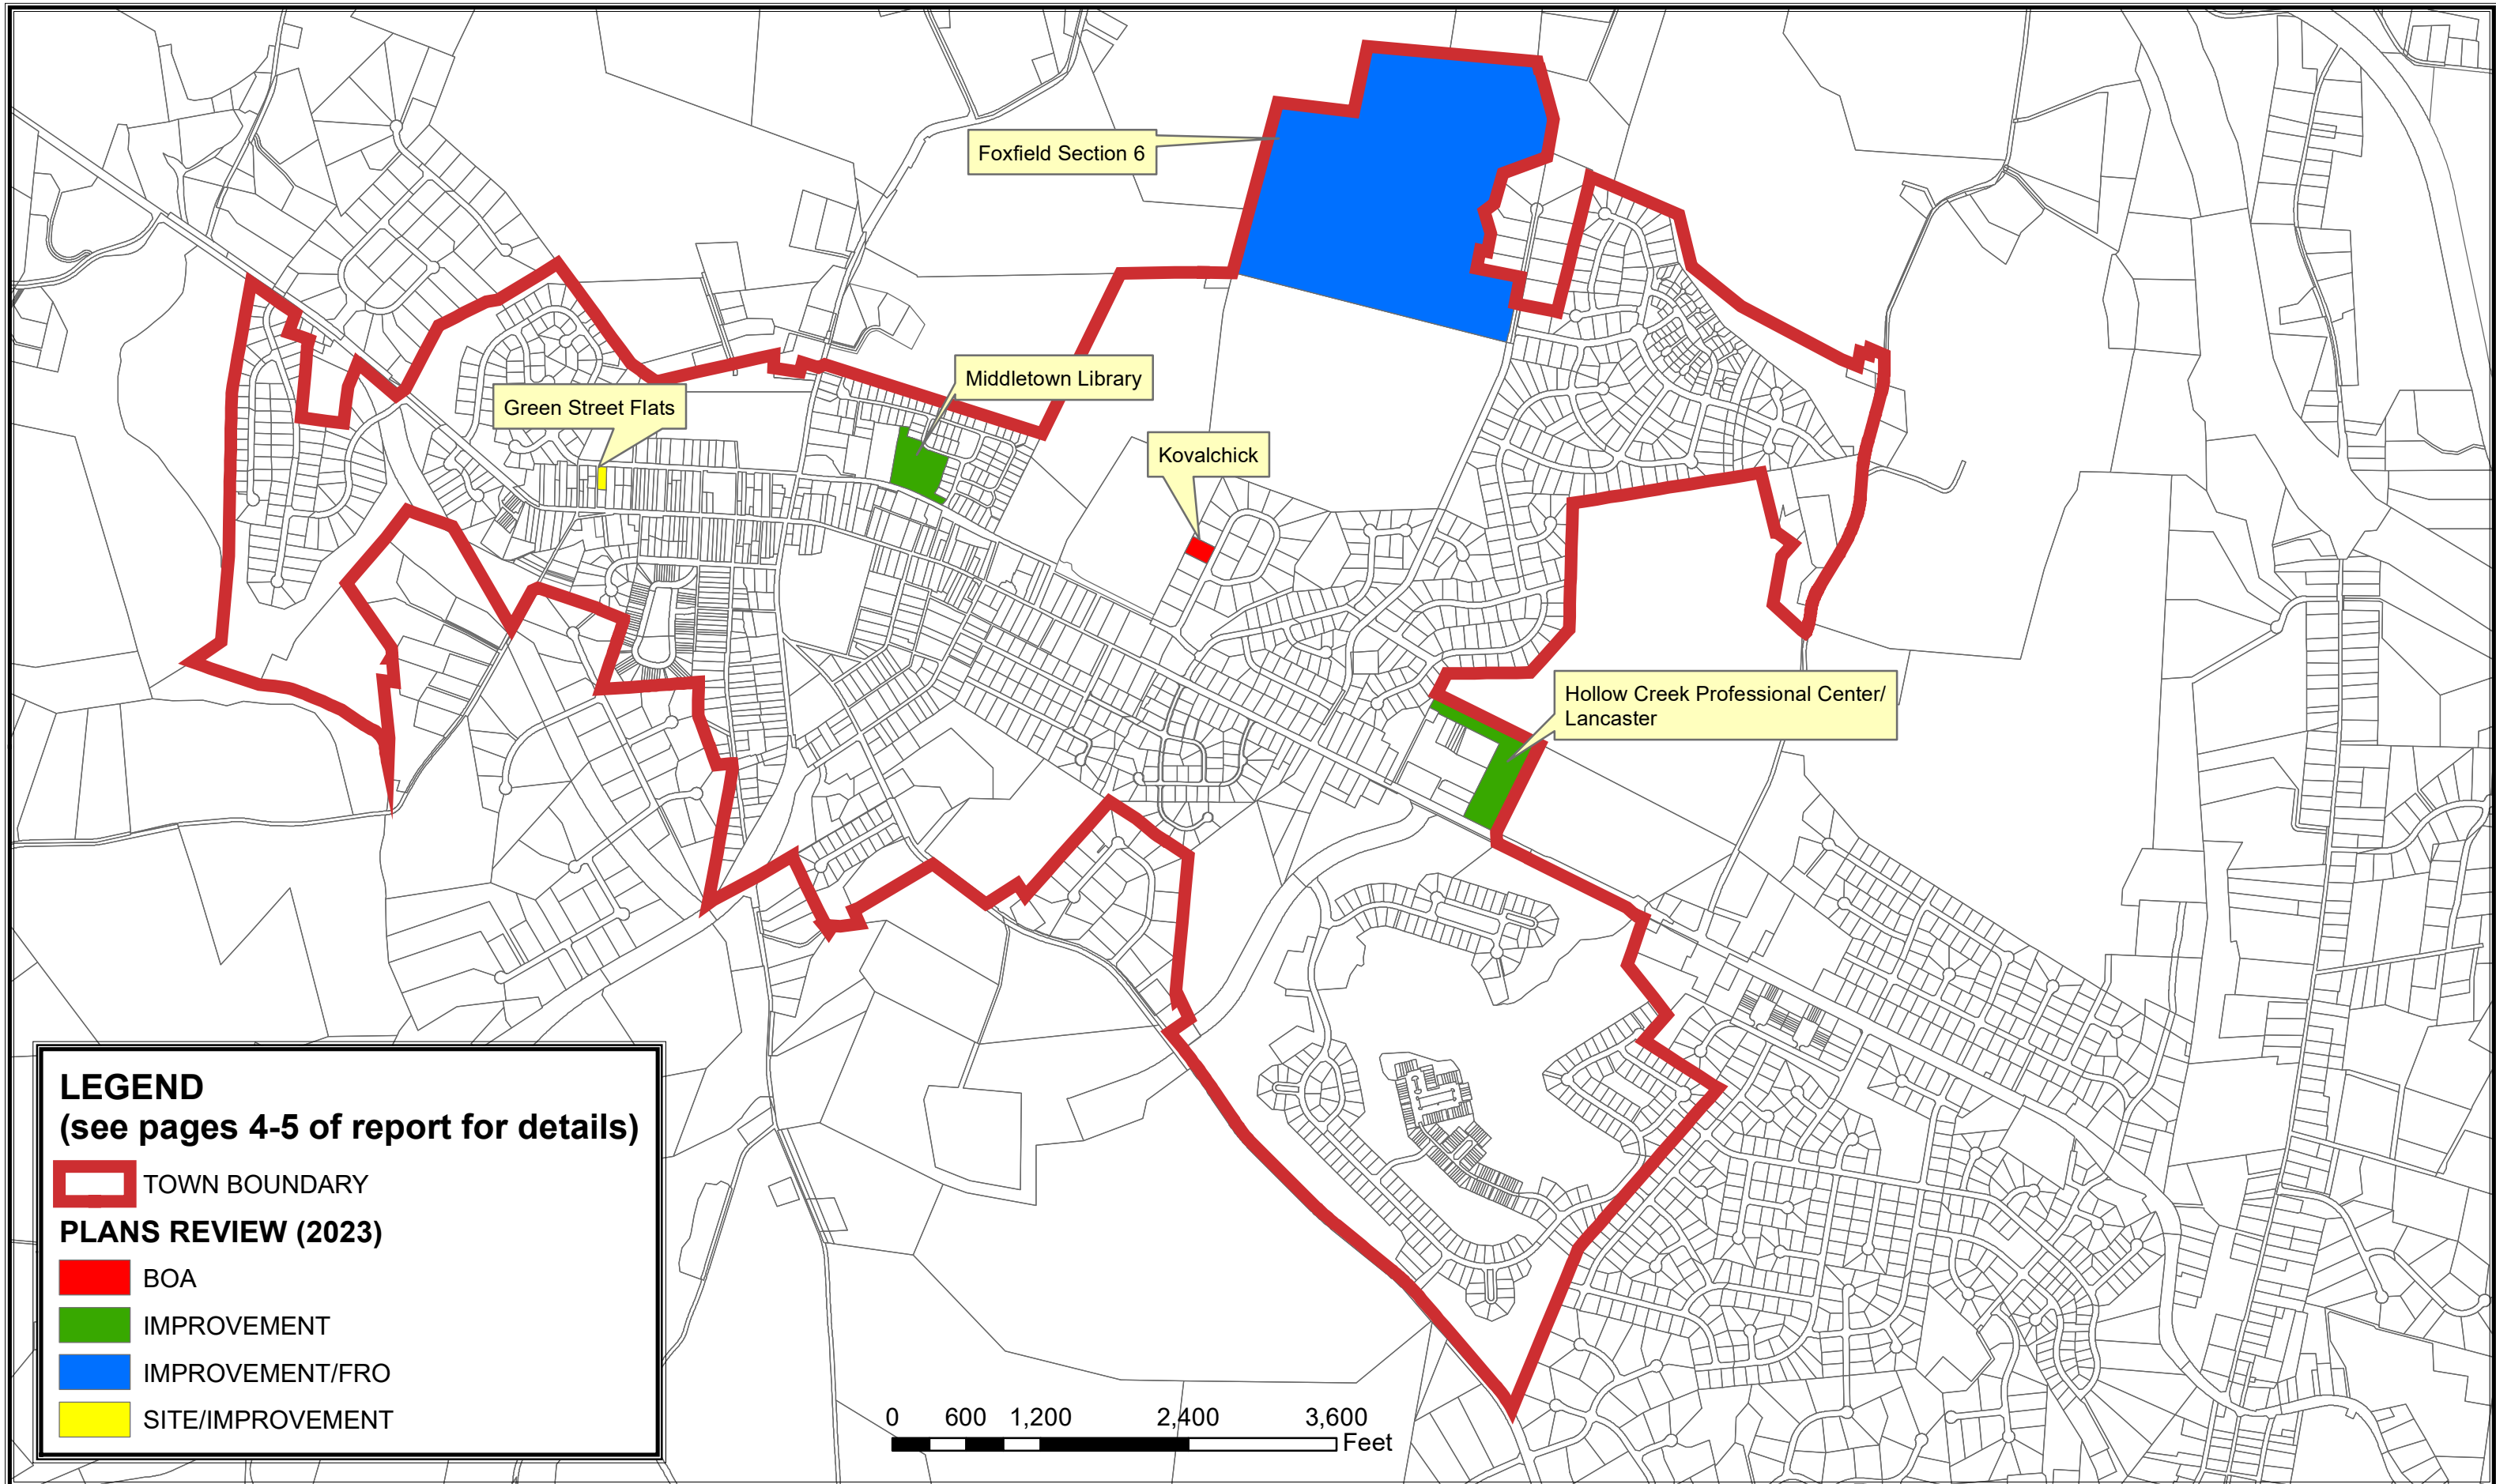 Foxfield Section 6
Middletown Library
Green Street Flats
Kovalchick
Hollow Creek Professional Center/
Lancaster
LEGEND
(see pages 4-5 of report for details)
TOWN BOUNDARY
PLANS REVIEW (2023)
BOA
IMPROVEMENT
IMPROVEMENT/FRO
SITE/IMPROVEMENT
0 600 1,200 2,400 3,600
Feet